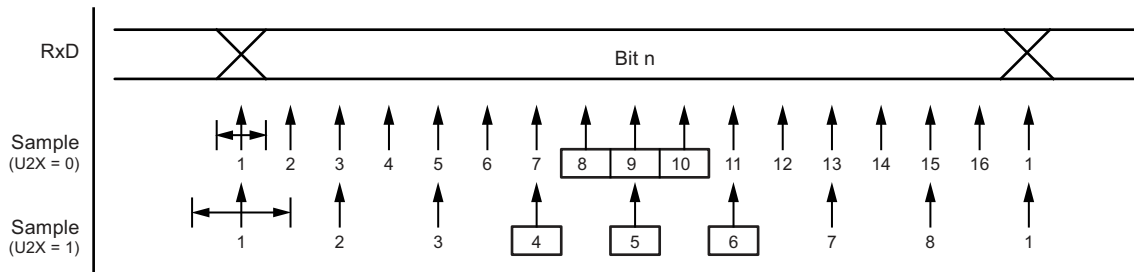 RxD Bit n
Sample
(U2X = 0)
1 2 3 4 5 6 7 8 9 10 11 12 13 14 15 16 1
Sample
(U2X = 1)
1 2 3 4 5 6 7 8 1